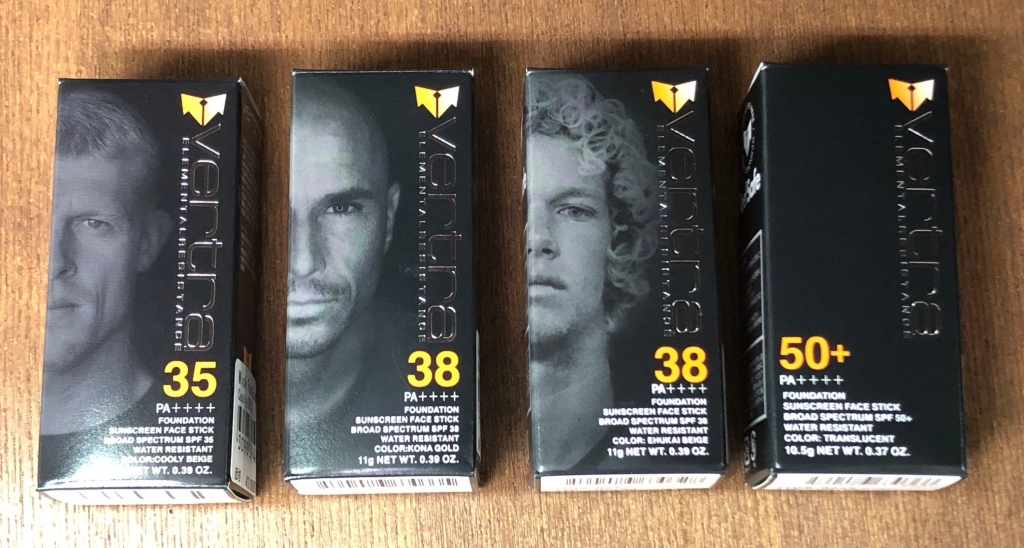 vertra
ELEMENTAL RESISTANCE
35
PA++++
FOUNDATION
SUNSCREEN FACE STICK
BROAD SPECTRUM SPF 35
WATER RESISTANT
COLOR:COOLY BEIGE
NET WT. 0.39 OZ.
vertra
ELEMENTAL RESISTANCE
38
PA++++
FOUNDATION
SUNSCREEN FACE STICK
BROAD SPECTRUM SPF 38
WATER RESISTANT
COLOR:KONA GOLD
11g NET WT. 0.39 OZ.
vertra
ELEMENTAL RESISTANCE
38
PA++++
FOUNDATION
SUNSCREEN FACE STICK
BROAD SPECTRUM SPF 38
WATER RESISTANT
COLOR: EHUKAI BEIGE
11g NET WT. 0.39 OZ.
vertra
ELEMENTAL RESISTANCE
50+
PA++++
FOUNDATION
SUNSCREEN FACE STICK
BROAD SPECTRUM SPF 50+
WATER RESISTANT
COLOR: TRANSLUCENT
10.5g NET WT. 0.37 OZ.